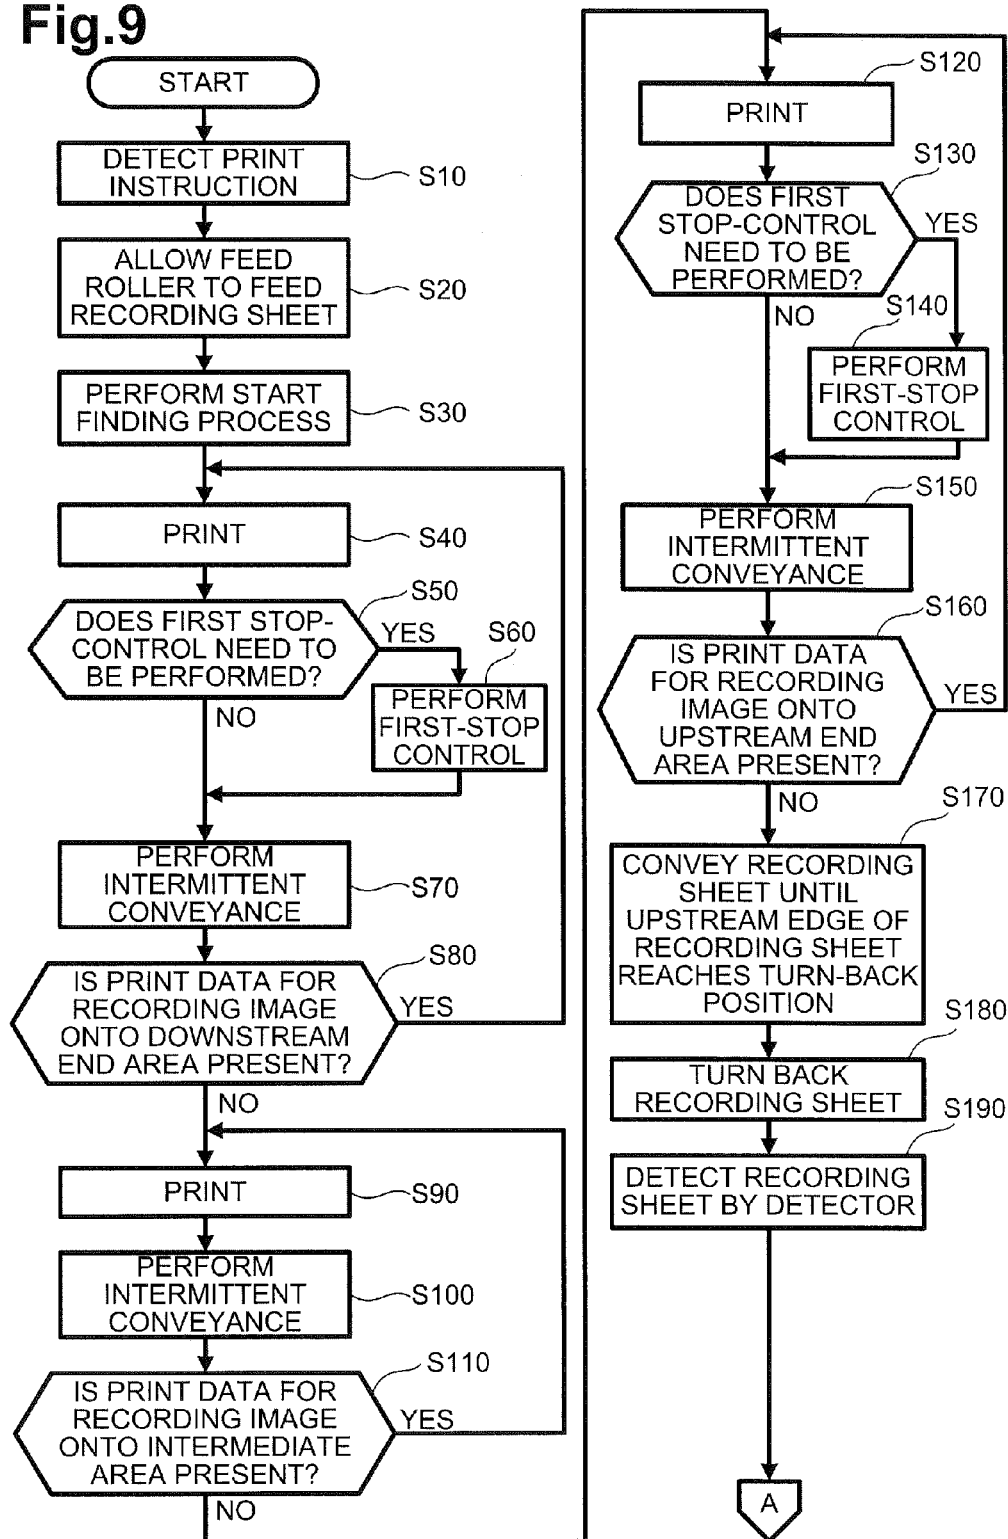 Fig.9
START
DETECT PRINT
INSTRUCTION
S10
ALLOW FEED
ROLLER TO FEED
RECORDING SHEET
S20
PERFORM START
FINDING PROCESS
S30
PRINT
S40
S50
DOES FIRST STOP-
CONTROL NEED TO
BE PERFORMED?
YES
NO
S60
PERFORM
FIRST-STOP
CONTROL
PERFORM
INTERMITTENT
CONVEYANCE
S70
S80
IS PRINT DATA FOR
RECORDING IMAGE
ONTO DOWNSTREAM
END AREA PRESENT?
YES
NO
PRINT
S90
PERFORM
INTERMITTENT
CONVEYANCE
S100
S110
IS PRINT DATA FOR
RECORDING IMAGE
ONTO INTERMEDIATE
AREA PRESENT?
YES
NO
S120
PRINT
S130
DOES FIRST
STOP-CONTROL
NEED TO BE
PERFORMED?
YES
NO
S140
PERFORM
FIRST-STOP
CONTROL
S150
PERFORM
INTERMITTENT
CONVEYANCE
S160
IS PRINT DATA
FOR RECORDING
IMAGE ONTO
UPSTREAM END
AREA PRESENT?
YES
NO
S170
CONVEY RECORDING
SHEET UNTIL
UPSTREAM EDGE OF
RECORDING SHEET
REACHES TURN-BACK
POSITION
S180
TURN BACK
RECORDING SHEET
S190
DETECT RECORDING
SHEET BY DETECTOR
A